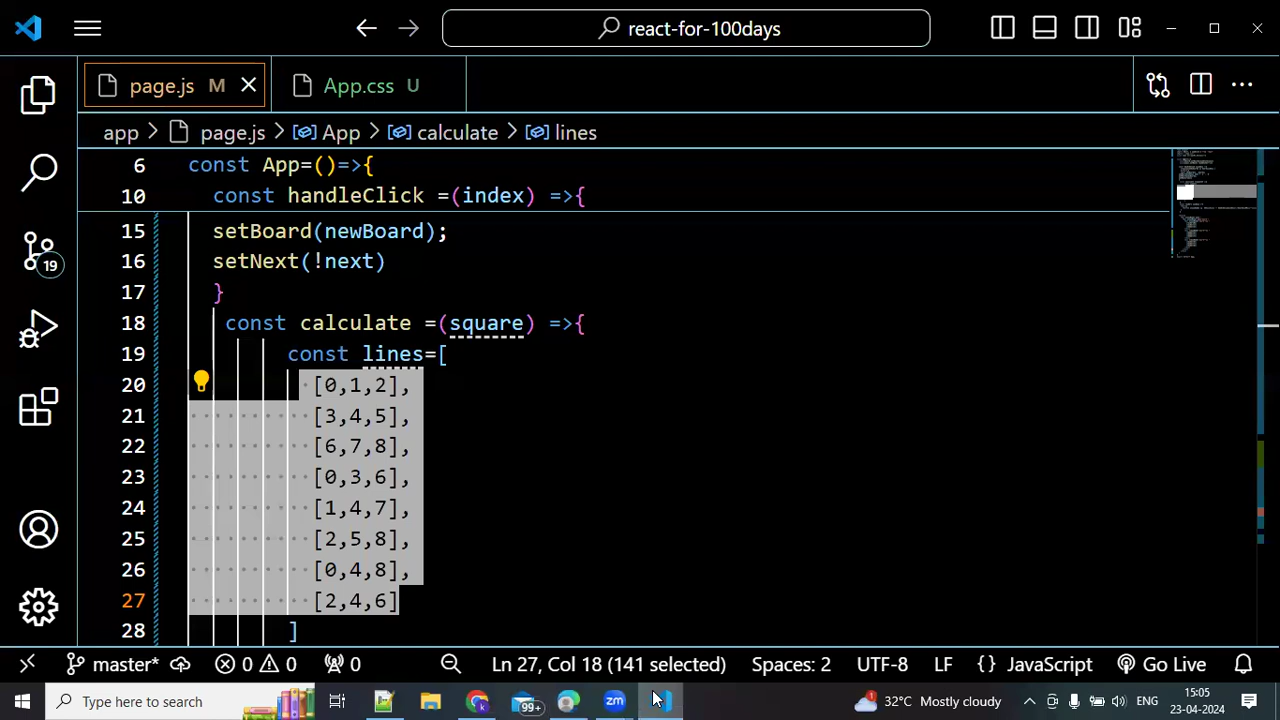 react-for-100days
page.js M
App.css U
app > page.js > App > calculate > lines
6 const App=()=>{
10 const handleClick =(index) =>{
15 setBoard(newBoard);
16 setNext(!next)
17 }
18 const calculate =(square) =>{
19 const lines=[
20 [0,1,2],
21 [3,4,5],
22 [6,7,8],
23 [0,3,6],
24 [1,4,7],
25 [2,5,8],
26 [0,4,8],
27 [2,4,6]
28 ]
19
master* 0 0 0 Ln 27, Col 18 (141 selected) Spaces: 2 UTF-8 LF {} JavaScript Go Live
Type here to search 99+ 32°C Mostly cloudy ENG 15:05
23-04-2024